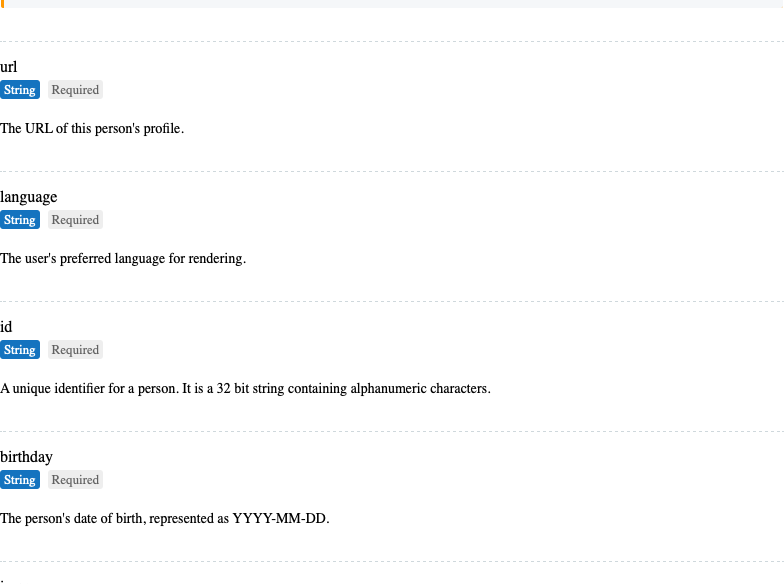 url
String Required
The URL of this person's profile.
language
String Required
The user's preferred language for rendering.
id
String Required
A unique identifier for a person. It is a 32 bit string containing alphanumeric characters.
birthday
String Required
The person's date of birth, represented as YYYY-MM-DD.